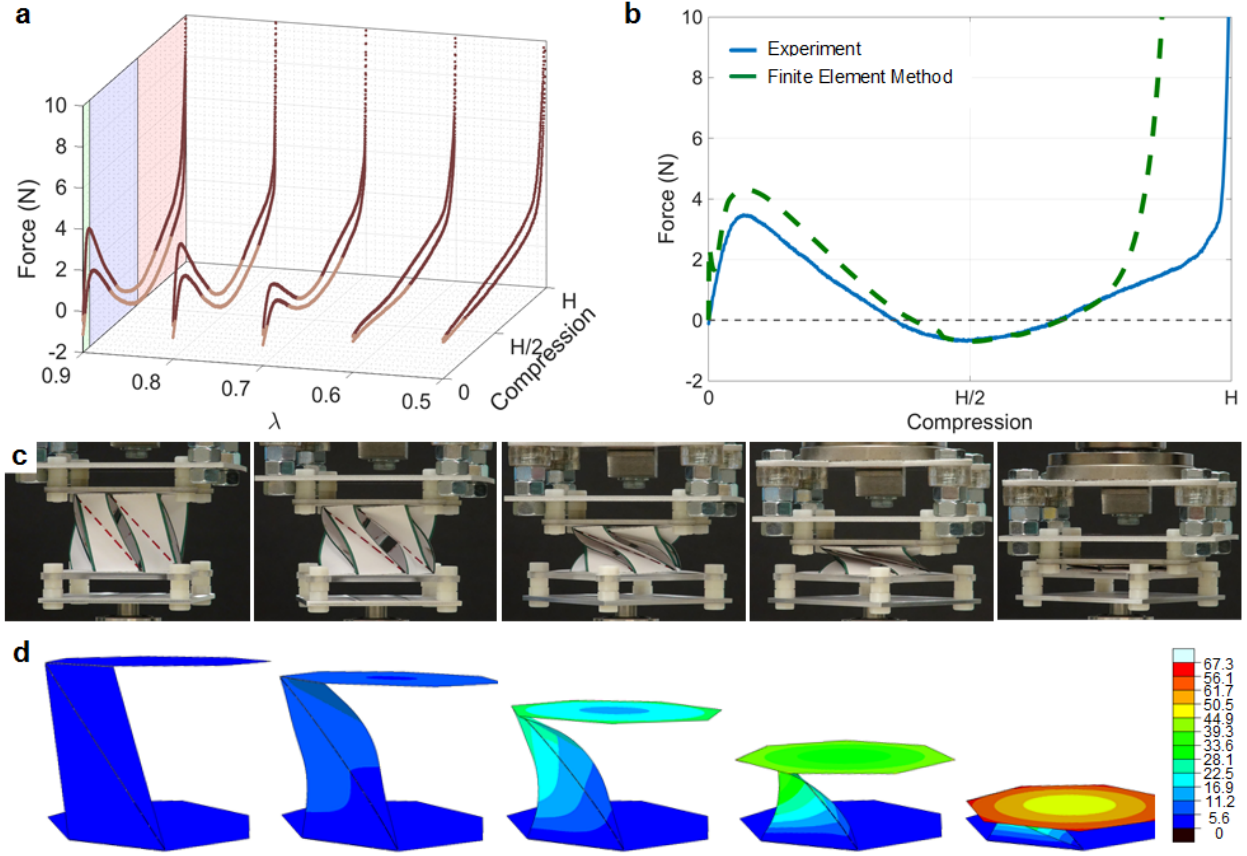 a
10
8
6
4
2
0
-2
Force (N)
0.9
0.8
0.7
0.6
0.5
λ
0
H/2
H
Compression
b
Experiment
Finite Element Method
10
8
6
4
2
0
-2
Force (N)
0
H/2
H
Compression
c
d
67.3
56.1
61.7
50.5
44.9
39.3
33.6
28.1
22.5
16.9
11.2
5.6
0